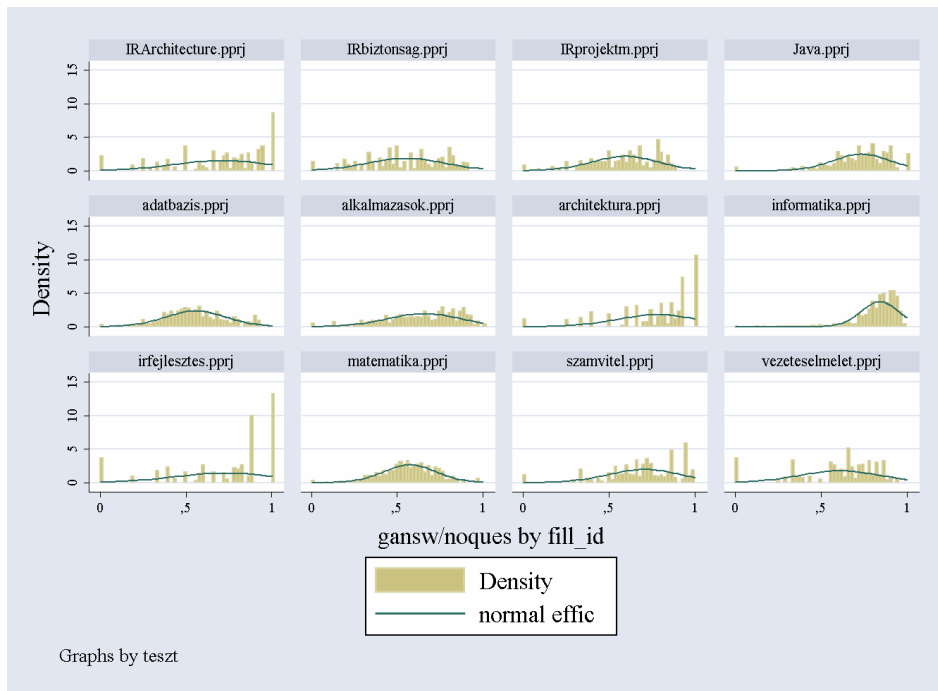 IRArchitecture.pprj IRbiztonsag.pprj IRprojektm.pprj Java.pprj
15
10
5
0
adatbazis.pprj alkalmazasok.pprj architektura.pprj informatika.pprj
15
10
5
0
irfejlesztes.pprj matematika.pprj szamvitel.pprj vezeteselmelet.pprj
15
10
5
0
0 ,5 1 0 ,5 1 0 ,5 1 0 ,5 1
Density
gansw/noques by fill_id
Density
normal effic
Graphs by teszt